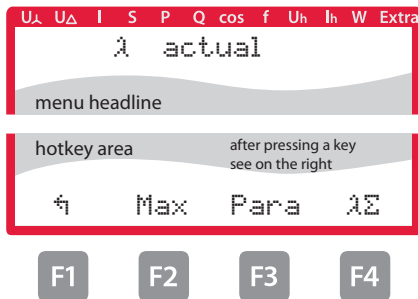 U⅄ U△ I S P Q cos f Uh Ih W Extra
λ actual
menu headline
hotkey area
after pressing a key
see on the right
↰ Max Para λΣ
F1 F2 F3 F4